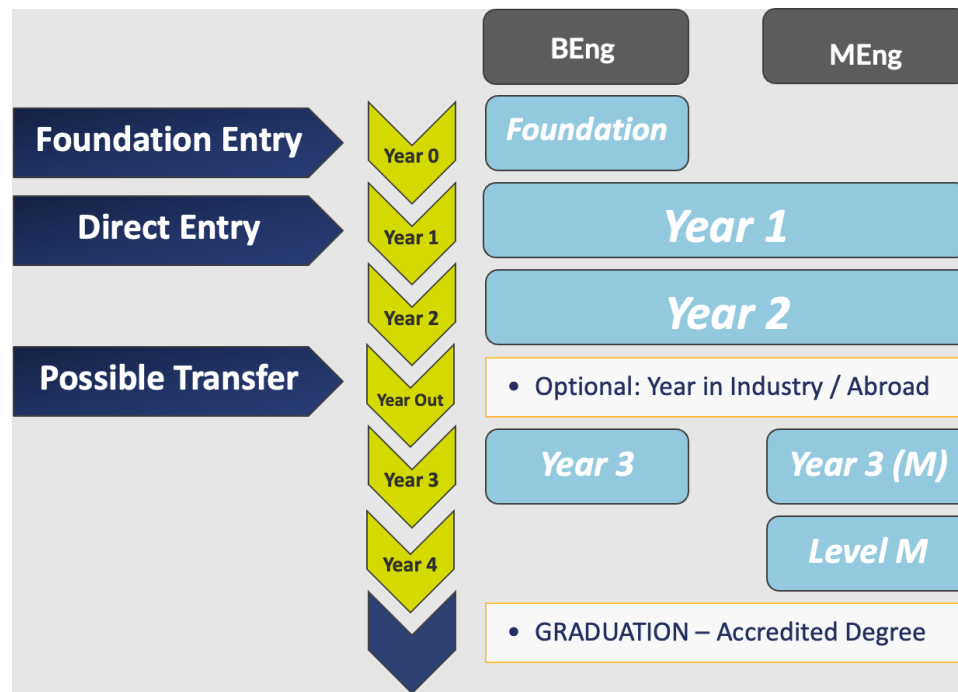 BEng
MEng
Foundation Entry
Year 0
Foundation
Direct Entry
Year 1
Year 1
Year 2
Year 2
Possible Transfer
Year Out
• Optional: Year in Industry / Abroad
Year 3
Year 3
Year 3 (M)
Year 4
Level M
• GRADUATION – Accredited Degree